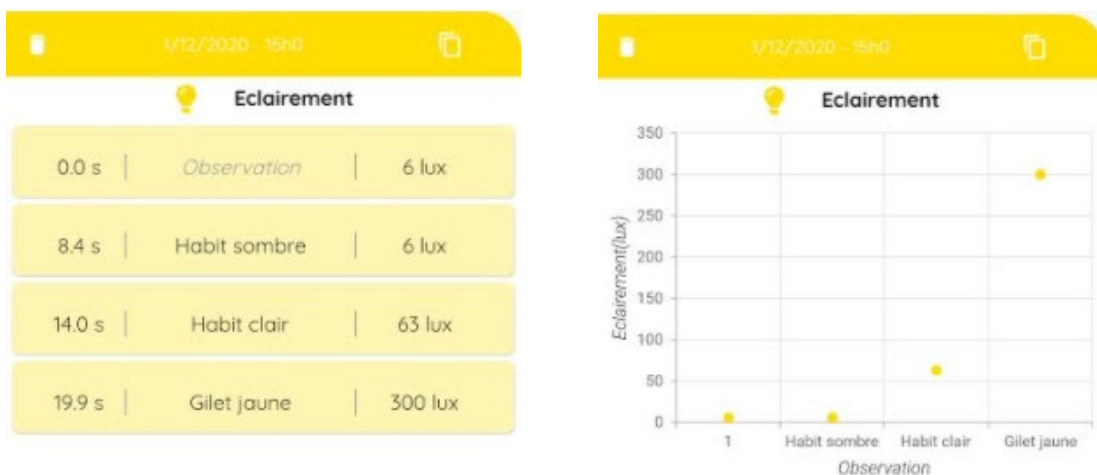 1/12/2020 - 15h0
Eclairement
0.0 s | Observation | 6 lux
8.4 s | Habit sombre | 6 lux
14.0 s | Habit clair | 63 lux
19.9 s | Gilet jaune | 300 lux
1/12/2020 - 15h0
Eclairement
350
300
250
200
150
100
50
0
Eclairement(lux)
1 Habit sombre Habit clair Gilet jaune
Observation